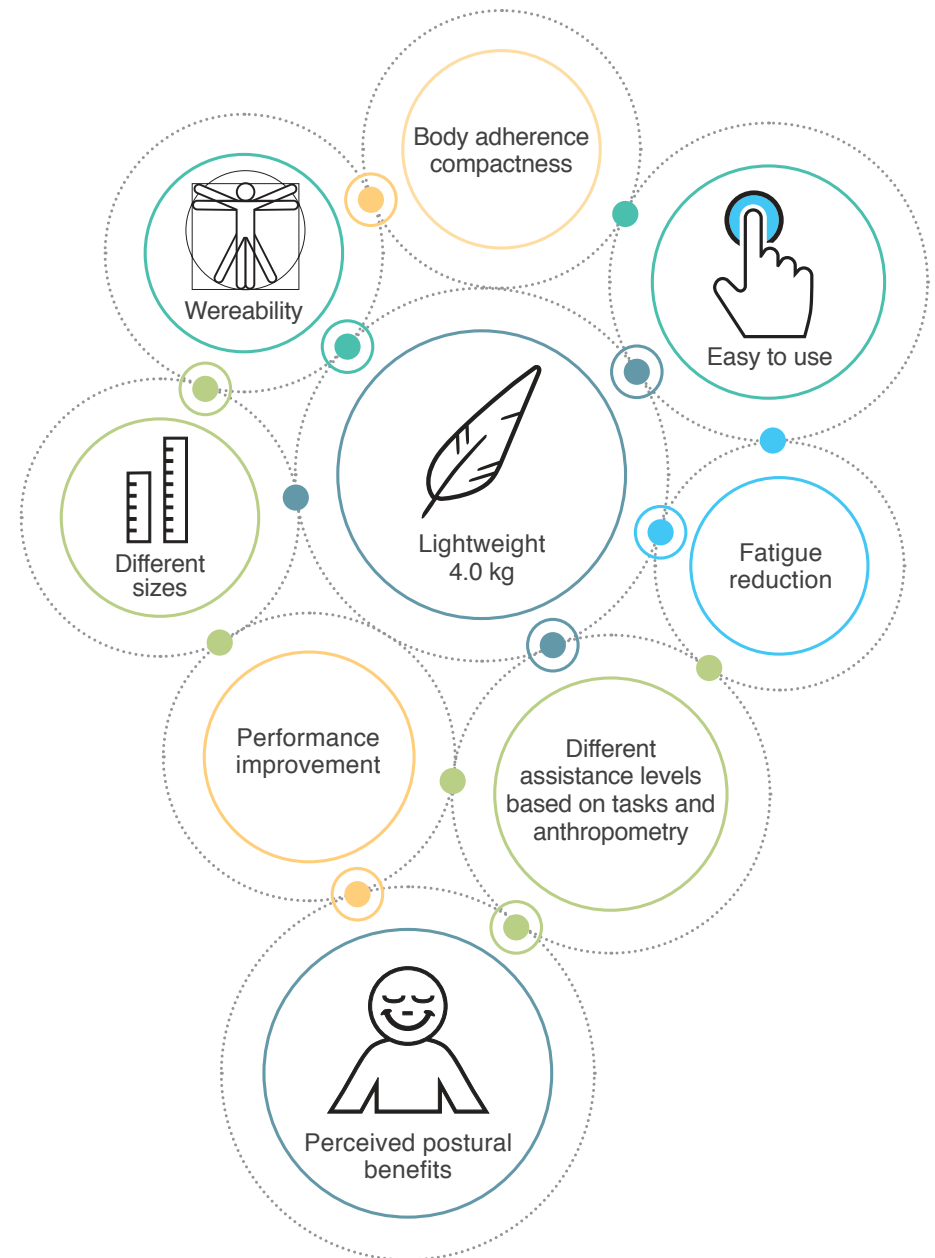 Body adherence
compactness
Wereability
Easy to use
Lightweight
4.0 kg
Different
sizes
Fatigue
reduction
Performance
improvement
Different
assistance levels
based on tasks and
anthropometry
Perceived postural
benefits